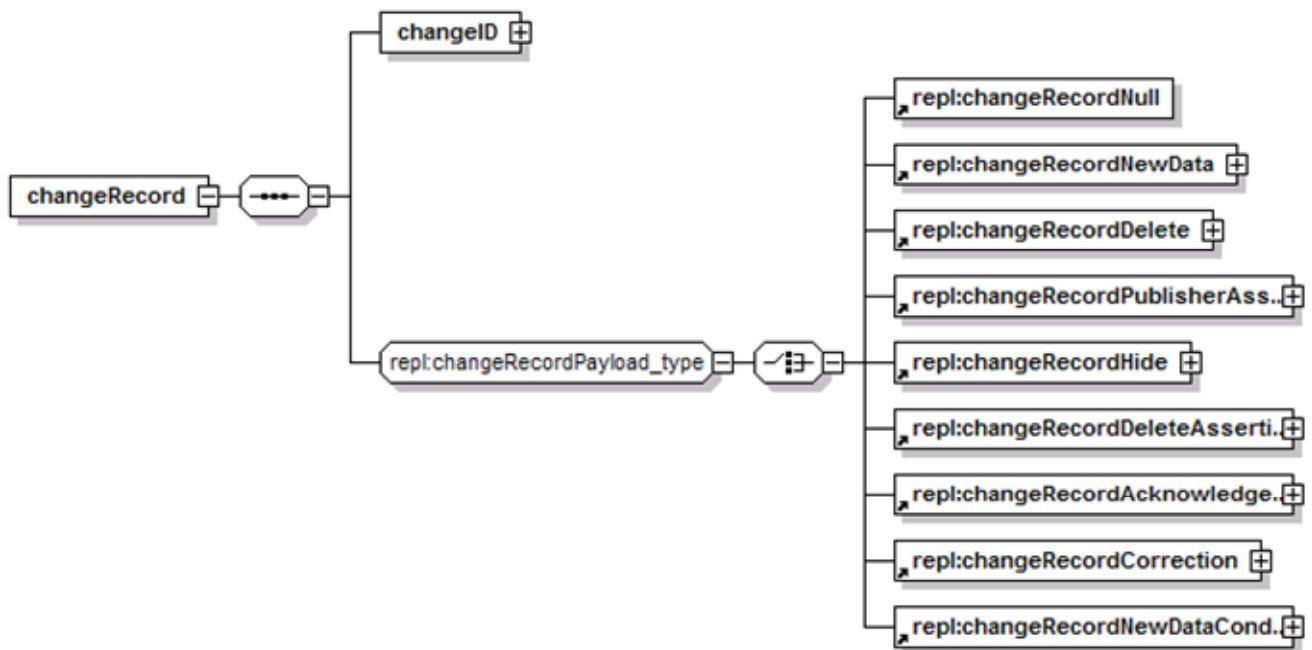 changeID
repl:changeRecordNull
repl:changeRecordNewData
changeRecord
repl:changeRecordDelete
repl:changeRecordPublisherAss..
repl:changeRecordPayload_type
repl:changeRecordHide
repl:changeRecordDeleteAsserti..
repl:changeRecordAcknowledge..
repl:changeRecordCorrection
repl:changeRecordNewDataCond..